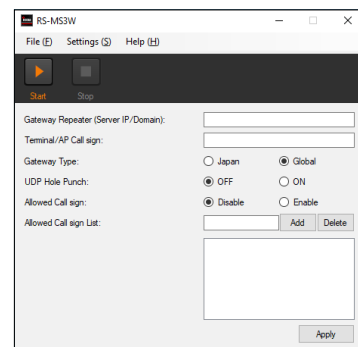 RS-MS3W
File (F) Settings (S) Help (H)
Start Stop
Gateway Repeater (Server IP/Domain):
Terminal/AP Call sign:
Gateway Type: Japan Global
UDP Hole Punch: OFF ON
Allowed Call sign: Disable Enable
Allowed Call sign List: Add Delete
Apply